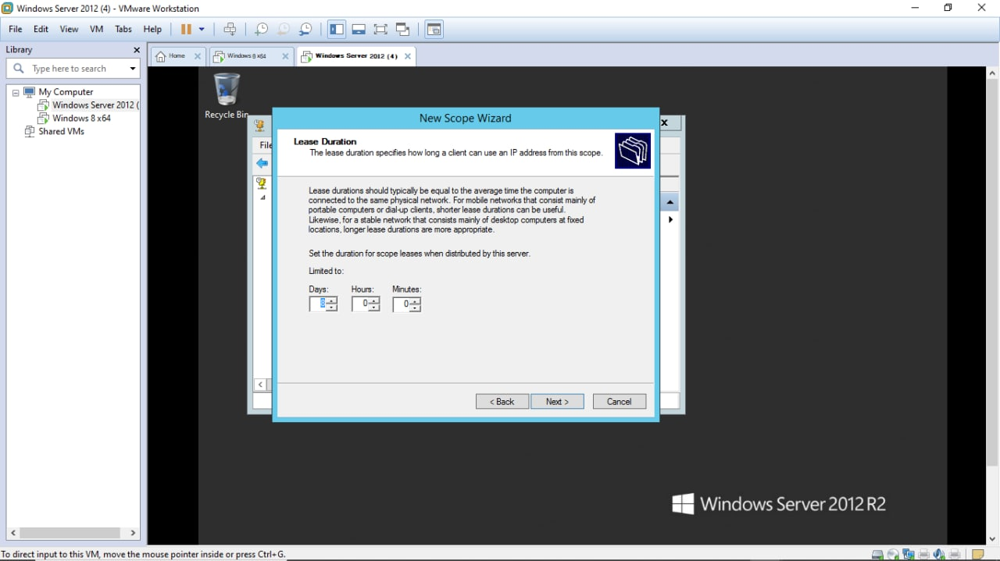 Windows Server 2012 (4) - VMware Workstation
File Edit View VM Tabs Help
Library
Home
Windows 8 x64
Windows Server 2012 (4)
Type here to search
My Computer
Windows Server 2012 (
Windows 8 x64
Shared VMs
Recycle Bin
New Scope Wizard
X
File
Lease Duration
The lease duration specifies how long a client can use an IP address from this scope.
Lease durations should typically be equal to the average time the computer is
connected to the same physical network. For mobile networks that consist mainly of
portable computers or dial-up clients, shorter lease durations can be useful.
Likewise, for a stable network that consists mainly of desktop computers at fixed
locations, longer lease durations are more appropriate.
Set the duration for scope leases when distributed by this server.
Limited to:
Days: Hours: Minutes:
8 0 0
< Back Next > Cancel
Windows Server 2012 R2
To direct input to this VM, move the mouse pointer inside or press Ctrl+G.